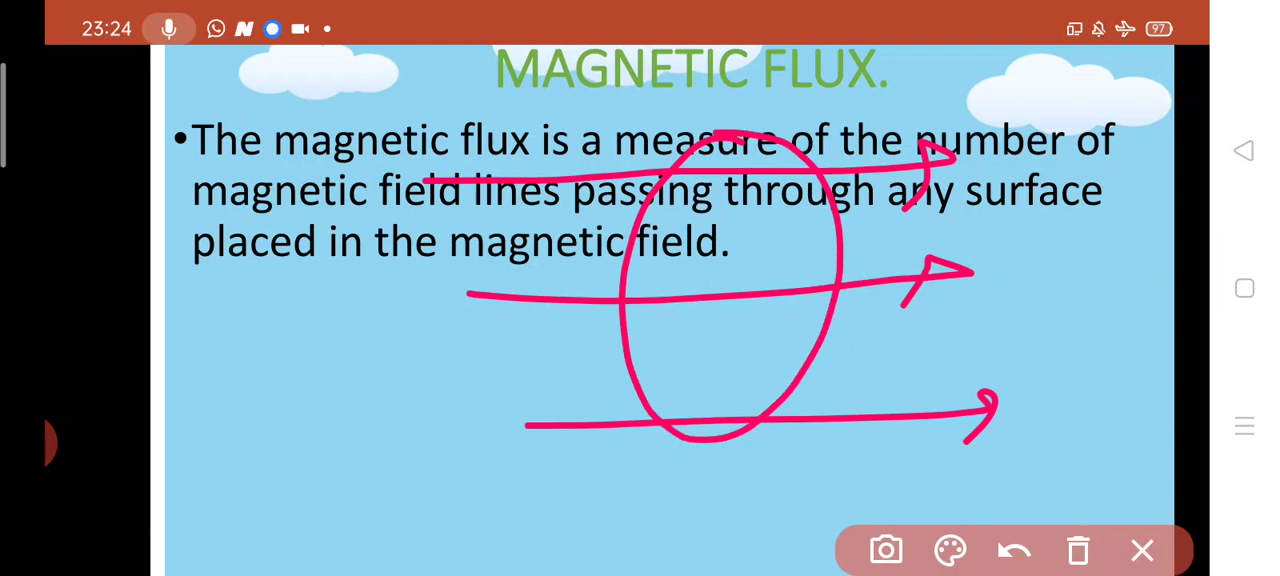 23:24
97
MAGNETIC FLUX.
•The magnetic flux is a measure of the number of
magnetic field lines passing through any surface
placed in the magnetic field.